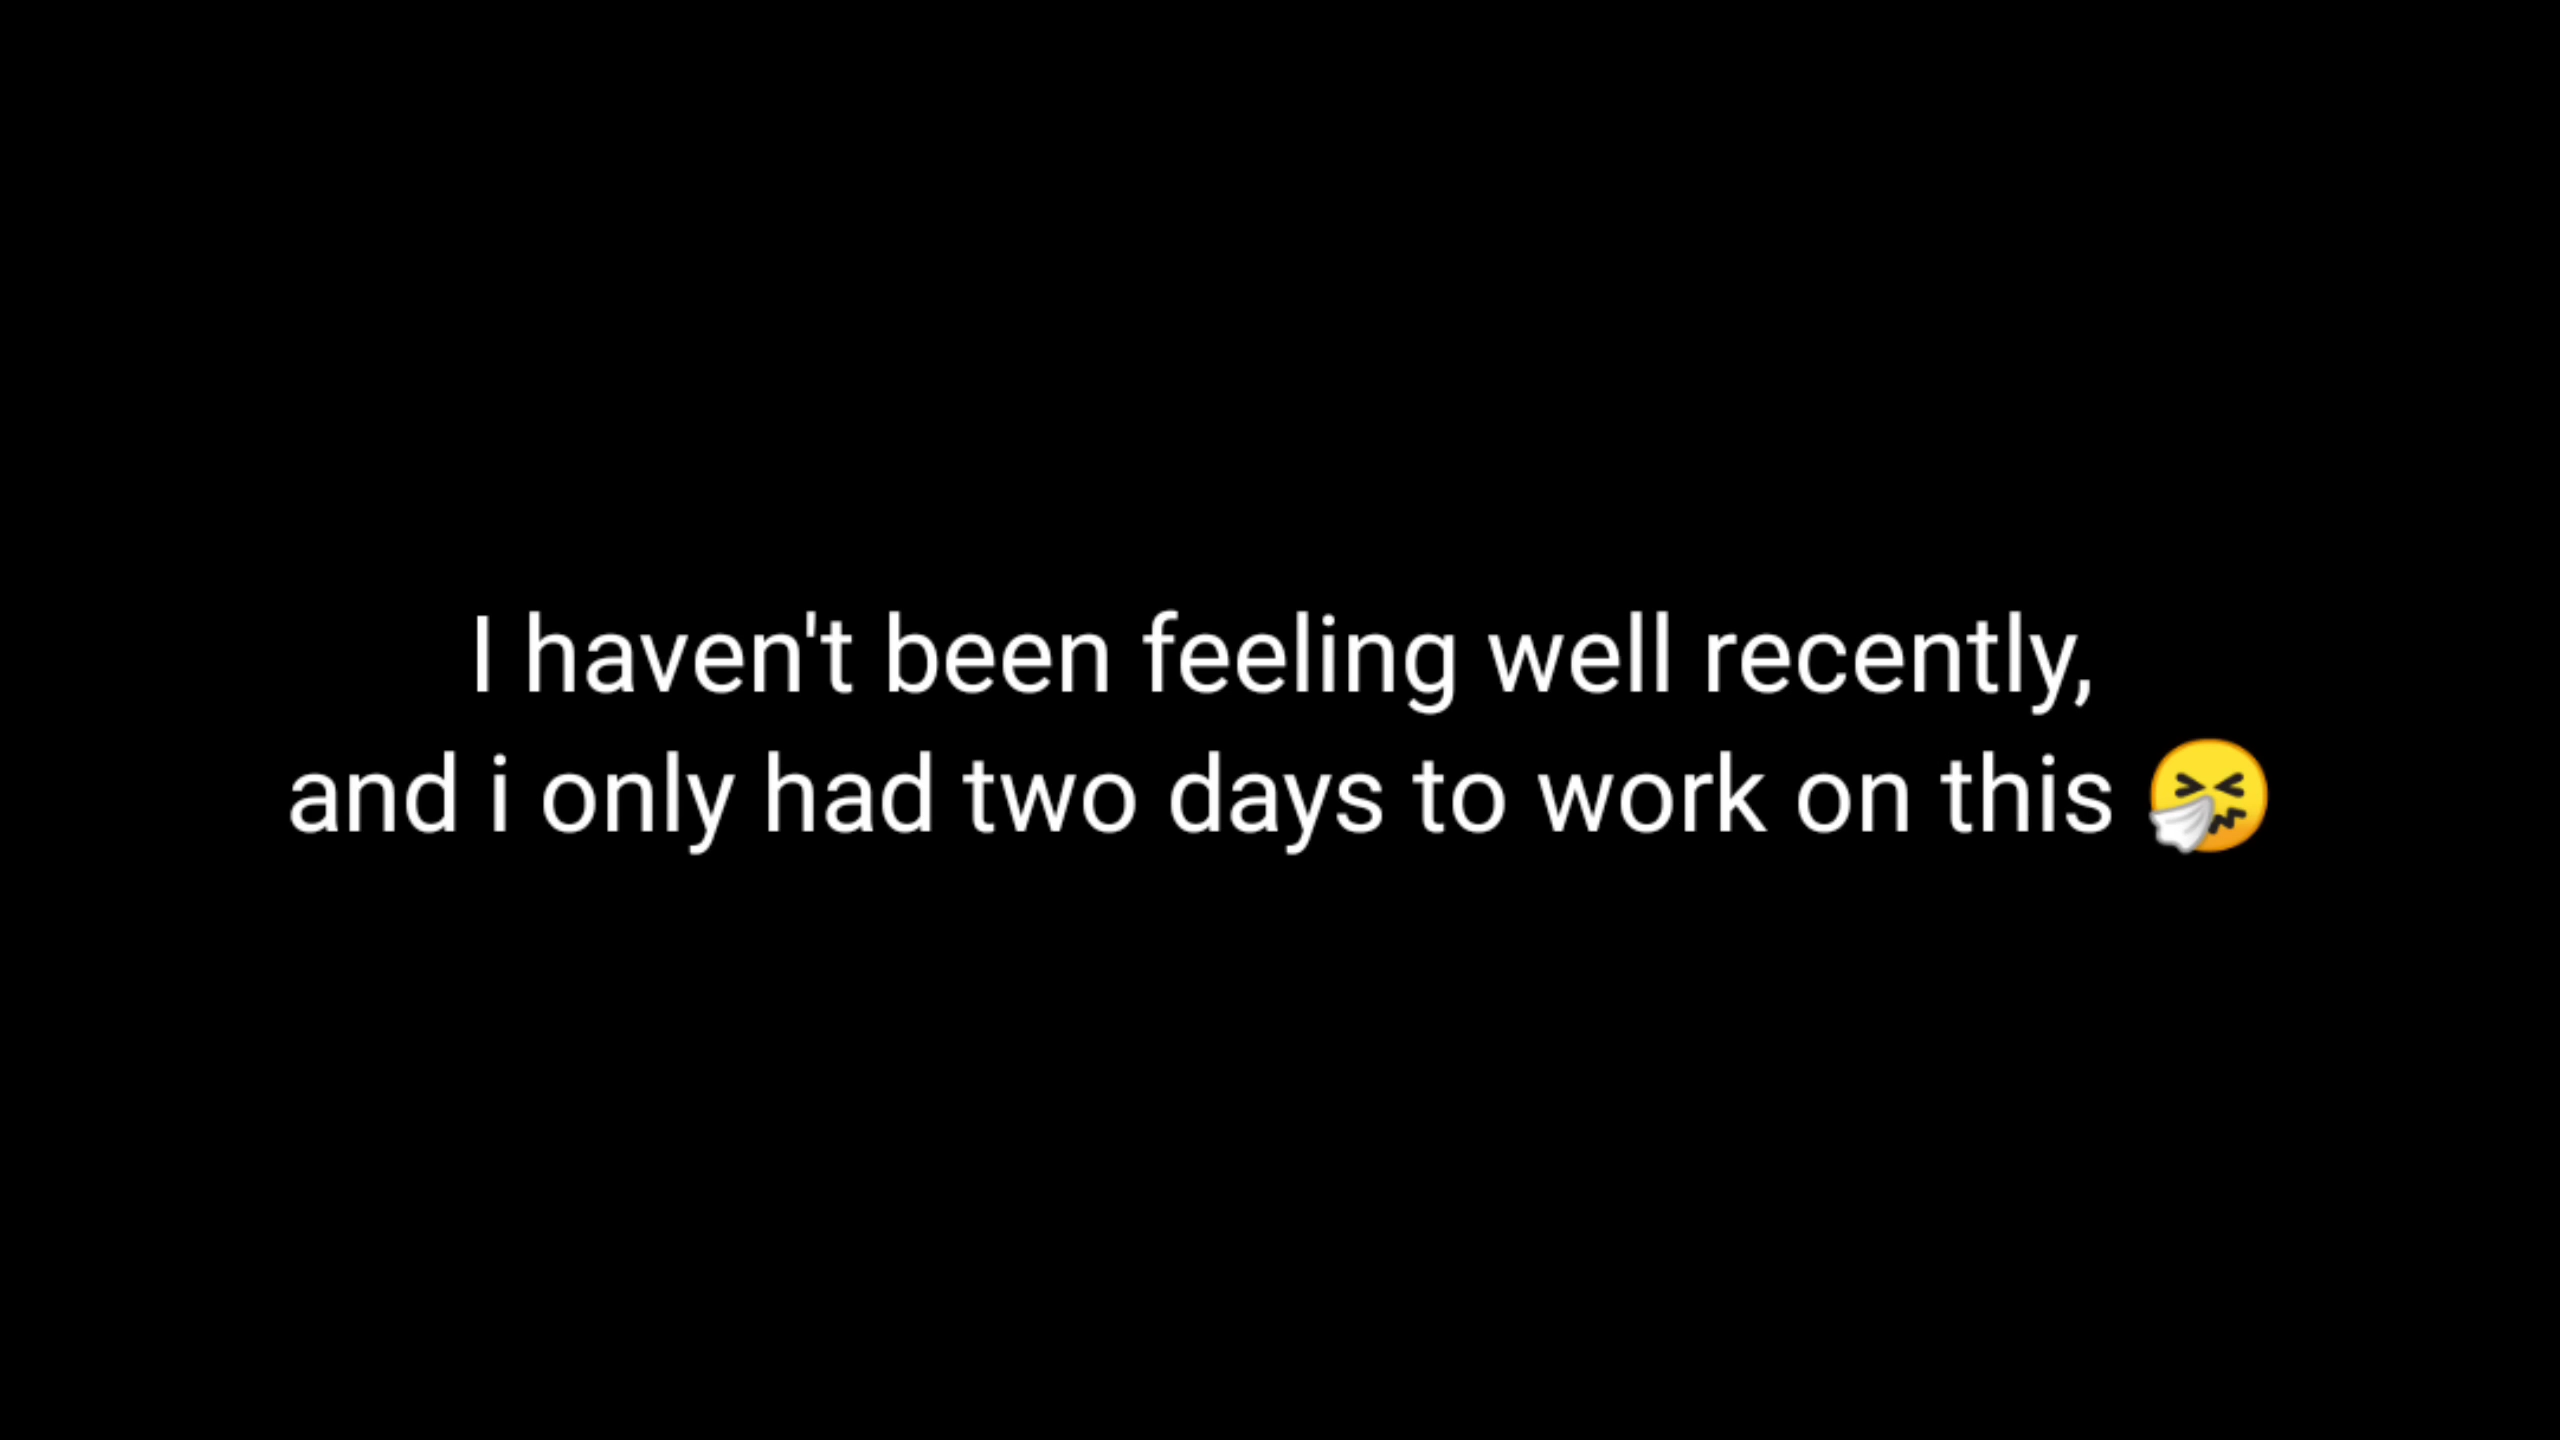 I haven't been feeling well recently,
and i only had two days to work on this 🤧